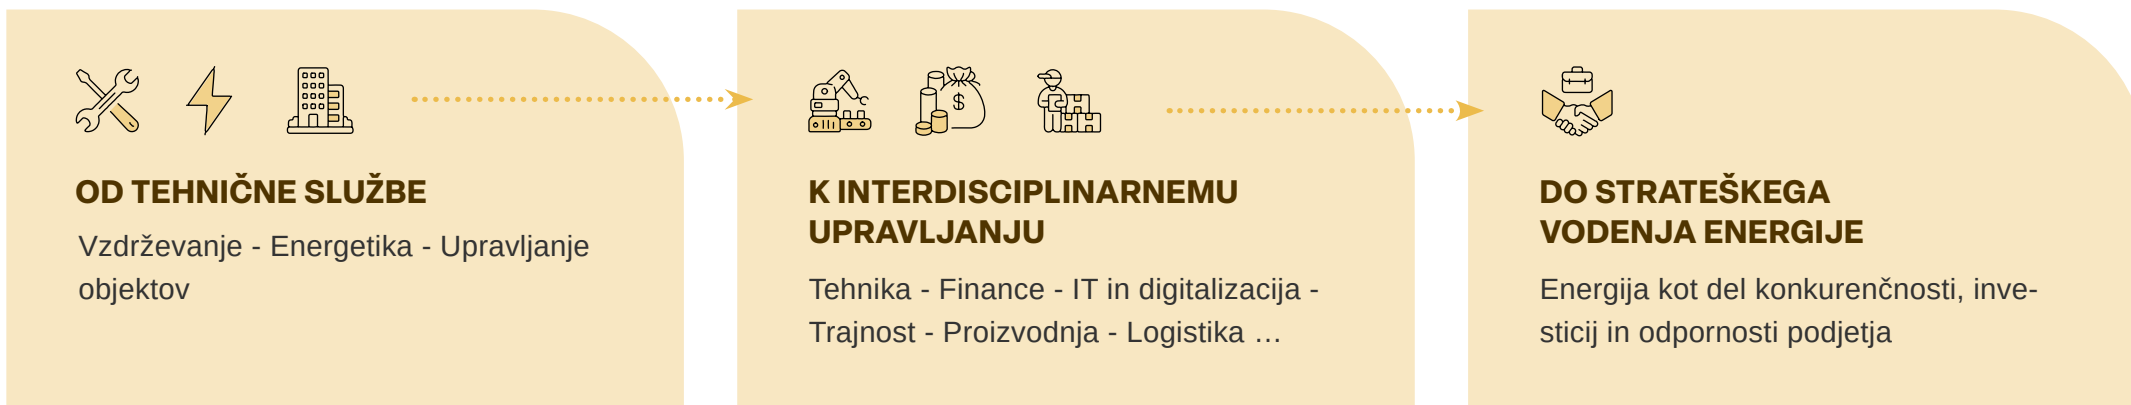 OD TEHNIČNE SLUŽBE
Vzdrževanje - Energetika - Upravljanje
objektov
$
K INTERDISCIPLINARNEMU
UPRAVLJANJU
Tehnika - Finance - IT in digitalizacija -
Trajnost - Proizvodnja - Logistika …
DO STRATEŠKEGA
VODENJA ENERGIJE
Energija kot del konkurenčnosti, inve-
sticij in odpornosti podjetja